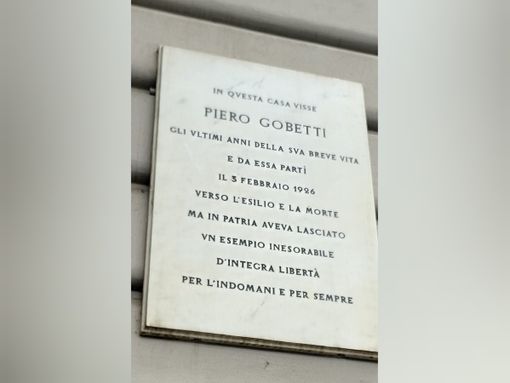 IN QVESTA CASA VISSE
PIERO GOBETTI
GLI VLTIMI ANNI DELLA SVA BREVE VITA
E DA ESSA PARTÌ
IL 3 FEBBRAIO 1926
VERSO L'ESILIO E LA MORTE
MA IN PATRIA AVEVA LASCIATO
VN ESEMPIO INESORABILE
D'INTEGRA LIBERTÀ
PER L'INDOMANI E PER SEMPRE